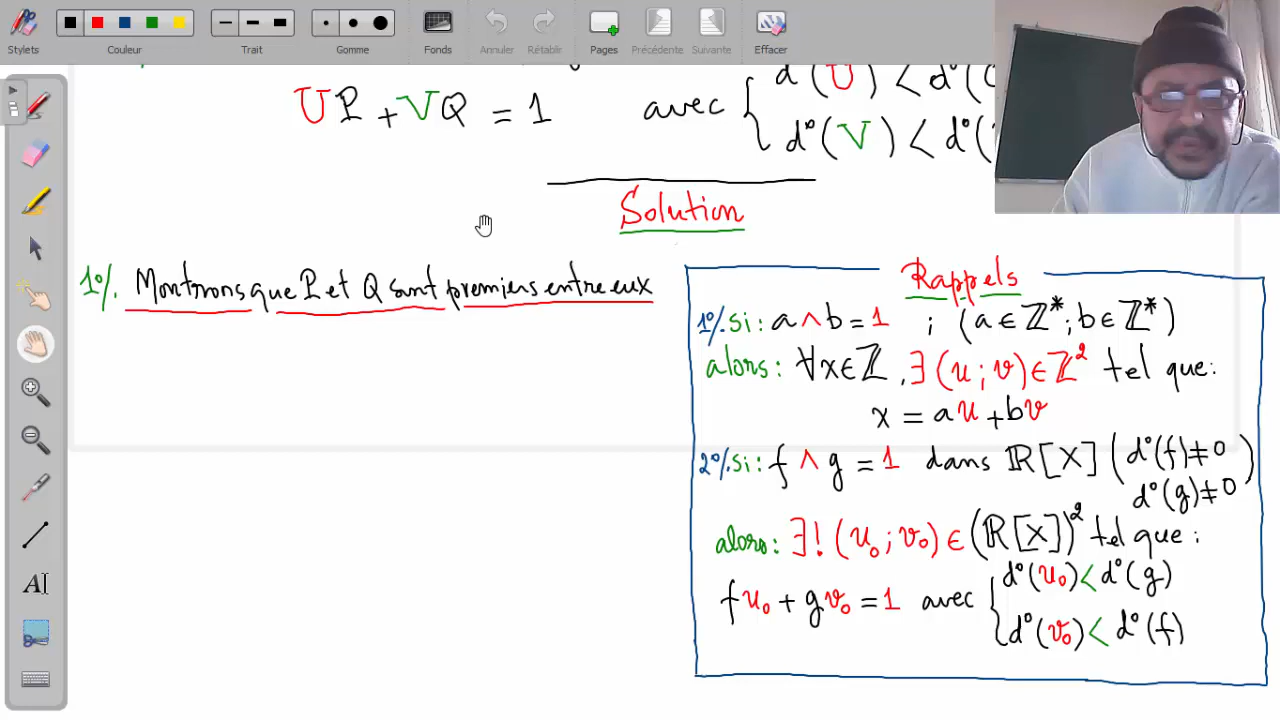 Stylets Couleur Trait Gomme Fonds Annuler Rétablir Pages Précédente Suivante Effacer
UP + VQ = 1 avec { d°(U) < d°(
d°(V) < d°(
Solution
1°/. Montrons que P et Q sont premiers entre eux
Rappels
1°/. si: a ∧ b = 1 ; (a ∈ ℤ*; b ∈ ℤ*)
alors: ∀x ∈ ℤ, ∃ (u; v) ∈ ℤ² tel que:
x = au + bv
2°/. si: f ∧ g = 1 dans ℝ[X] (d°(f) ≠ 0
d°(g) ≠ 0)
alors: ∃! (u₀; v₀) ∈ (ℝ[X])² tel que:
fu₀ + gv₀ = 1 avec { d°(u₀) < d°(g)
d°(v₀) < d°(f)
AI